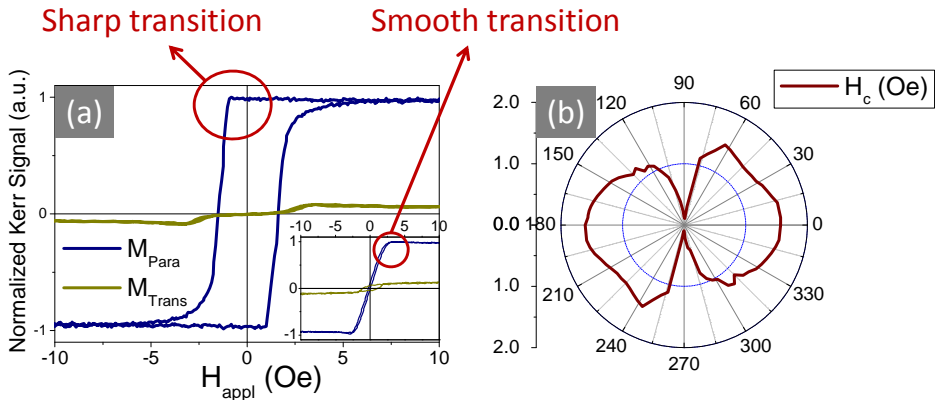 Sharp transition
Smooth transition
(a)
Normalized Kerr Signal (a.u.)
1
0
-1
M_Para
M_Trans
-10 -5 0 5 10
H_appl (Oe)
-10 -5 0 5 10
1
0
-1
(b)
H_c (Oe)
2.0
1.0
0.0
1.0
2.0
90
120 60
150 30
180 0
210 330
240 300
270